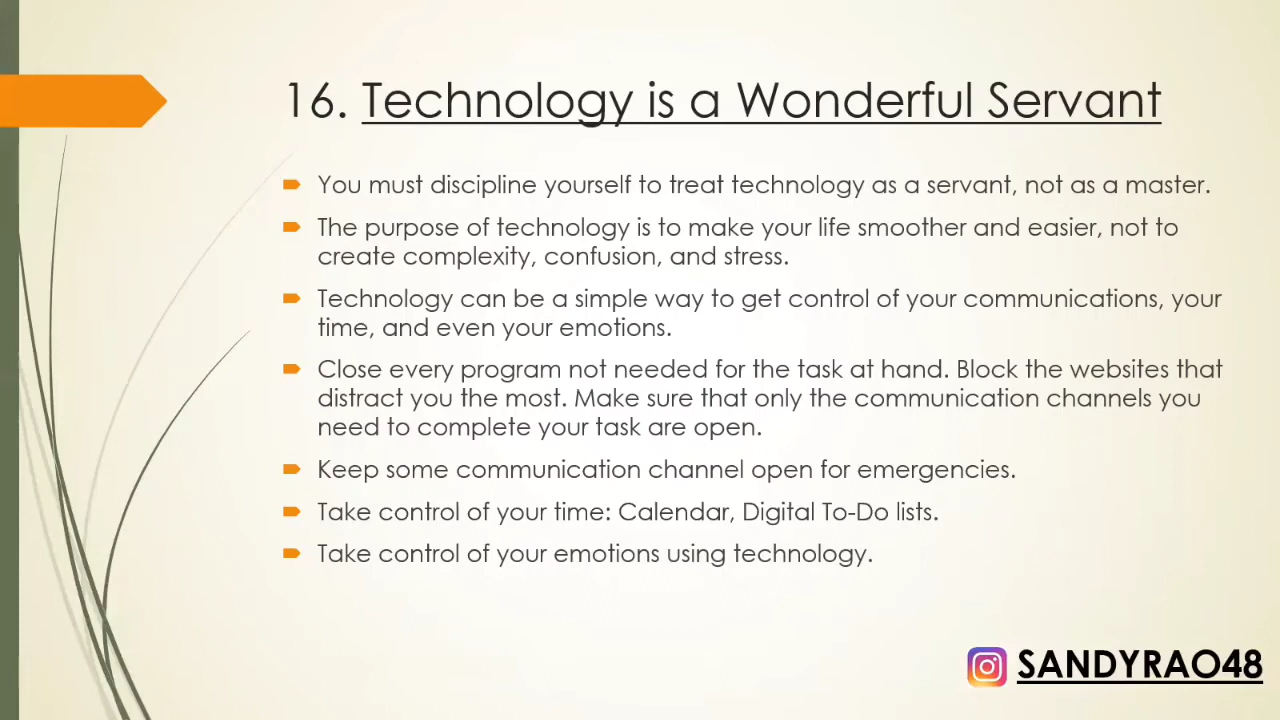 16. Technology is a Wonderful Servant
You must discipline yourself to treat technology as a servant, not as a master.
The purpose of technology is to make your life smoother and easier, not to
create complexity, confusion, and stress.
Technology can be a simple way to get control of your communications, your
time, and even your emotions.
Close every program not needed for the task at hand. Block the websites that
distract you the most. Make sure that only the communication channels you
need to complete your task are open.
Keep some communication channel open for emergencies.
Take control of your time: Calendar, Digital To-Do lists.
Take control of your emotions using technology.
SANDYRAO48